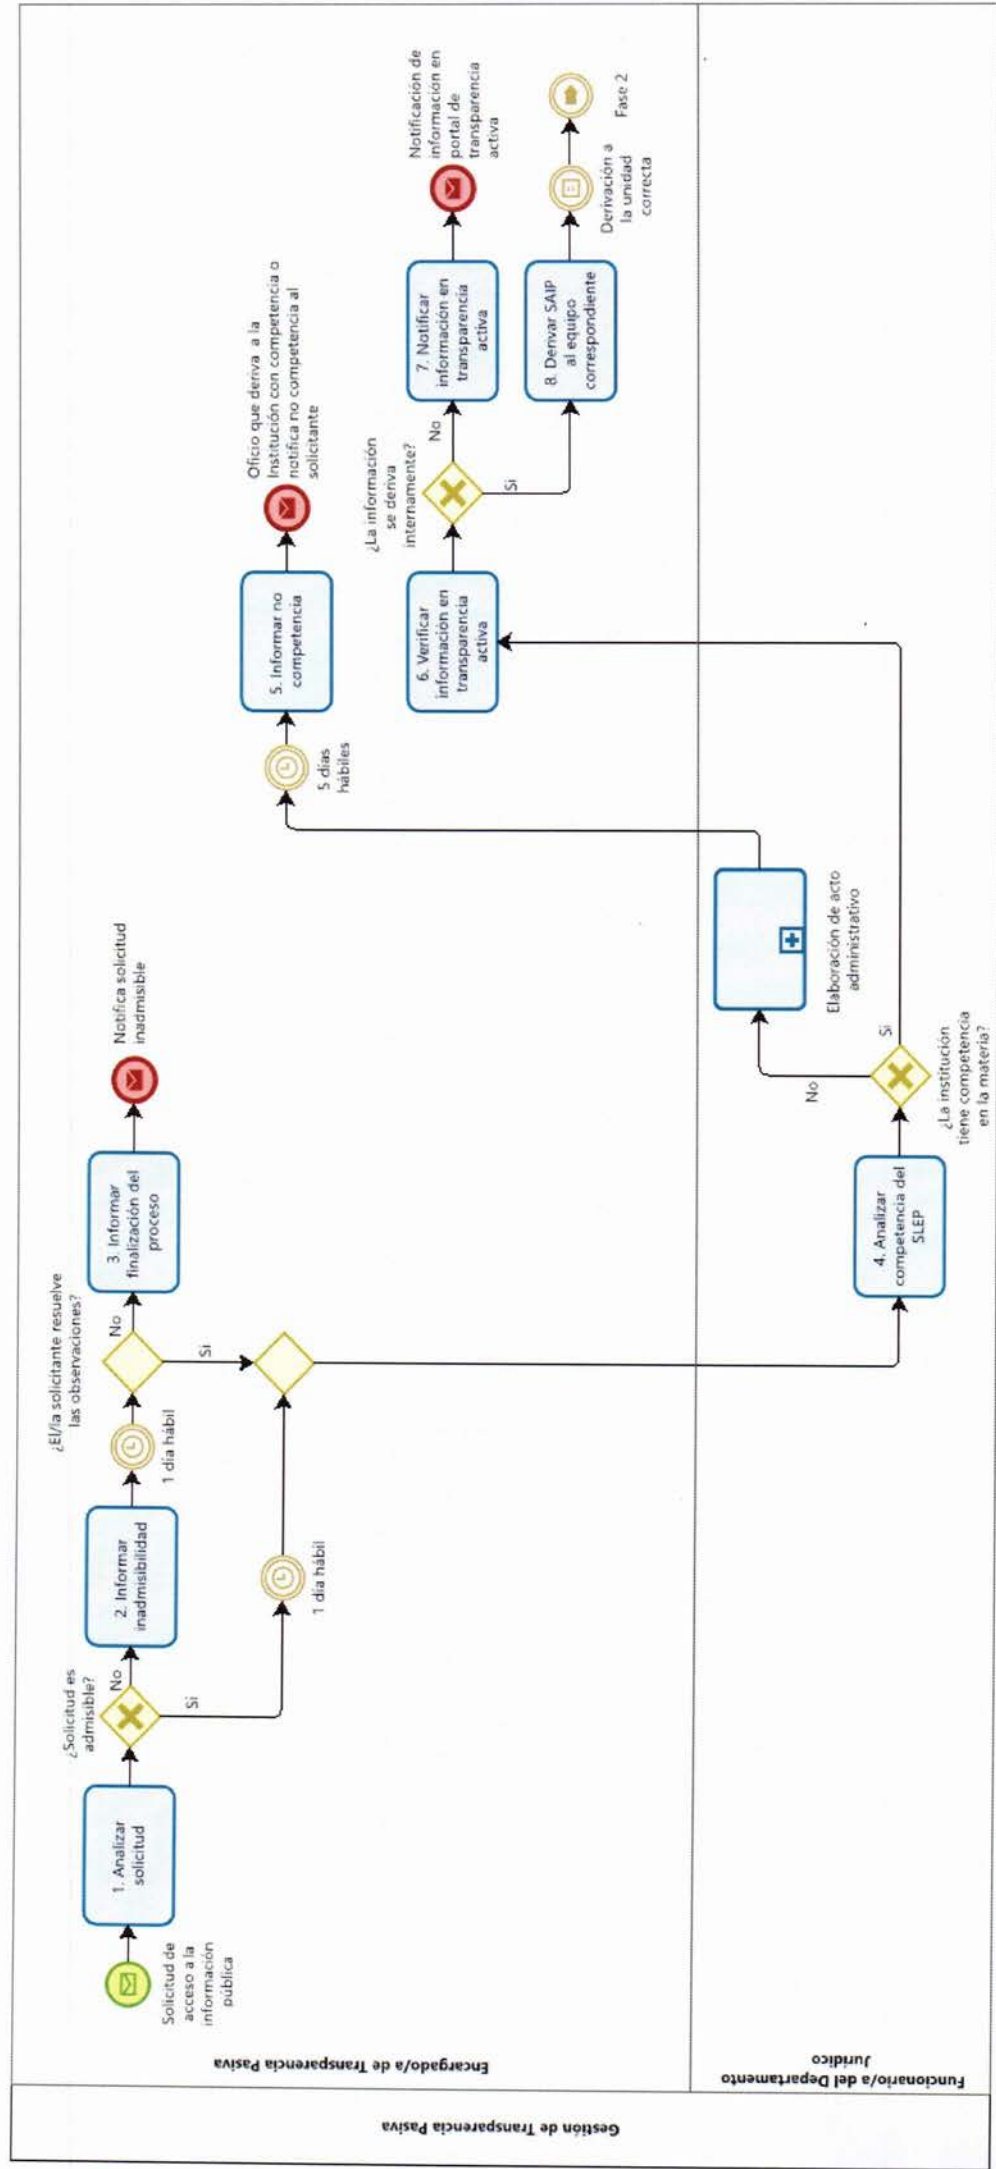 Gestión de Transparencia Pasiva
Encargado/a de Transparencia Pasiva
Solicitud de
acceso a la
información
pública
1. Analizar
solicitud
¿Solicitud es
admisible?
No
Si
2. Informar
inadmisibilidad
1 día hábil
1 día hábil
¿El/la solicitante resuelve
las observaciones?
No
Si
3. Informar
finalización del
proceso
Notifica solicitud
inadmisible
5 días
hábiles
5. Informar no
competencia
Oficio que deriva a la
Institución con competencia o
notifica no competencia al
solicitante
6. Verificar
información en
transparencia
activa
¿La información
se deriva
internamente?
No
Si
7. Notificar
información en
transparencia
activa
Notificación de
información en
portal de
transparencia
activa
8. Derivar SAIP
al equipo
correspondiente
Derivación a
la unidad
correcta
Fase 2
Funcionario/a del Departamento
Jurídico
4. Analizar
competencia del
SLEP
¿La institución
tiene competencia
en la materia?
No
Si
Elaboración de acto
administrativo